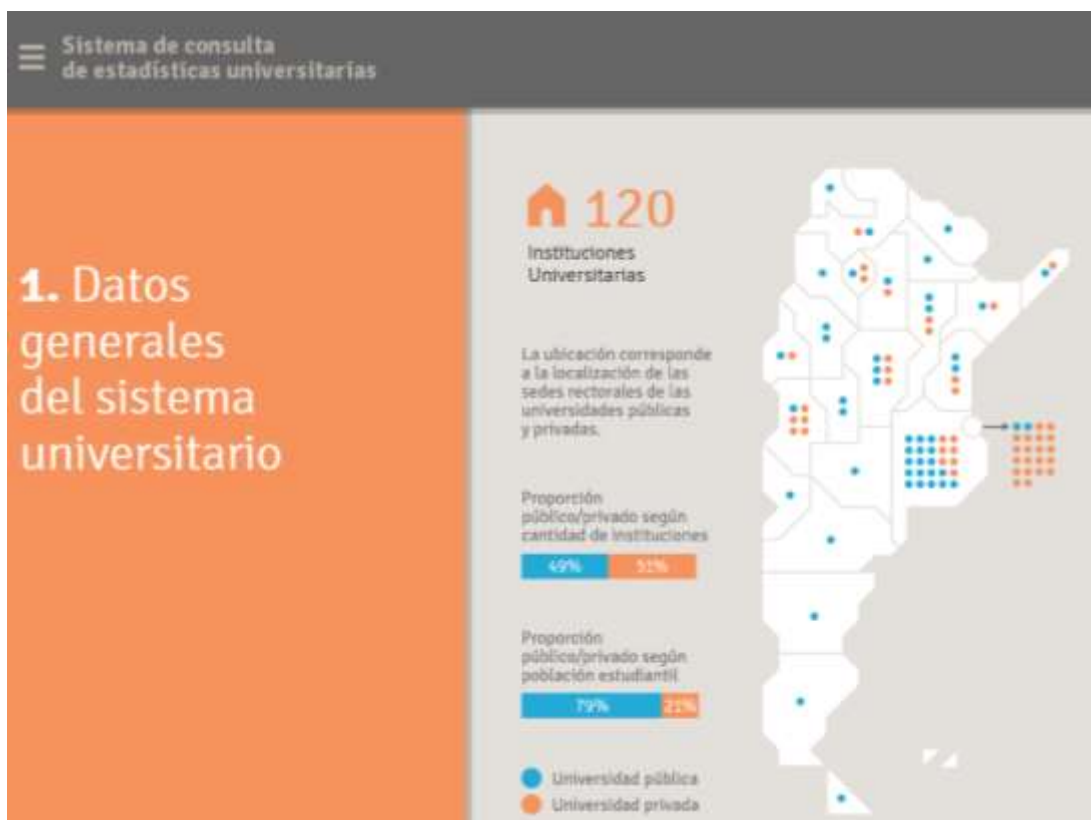 Sistema de consulta
de estadísticas universitarias
1. Datos
generales
del sistema
universitario
120
Instituciones
Universitarias
La ubicación corresponde
a la localización de las
sedes rectorales de las
universidades públicas
y privadas.
Proporción
público/privado según
cantidad de instituciones
49% 51%
Proporción
público/privado según
población estudiantil
79% 21%
Universidad pública
Universidad privada